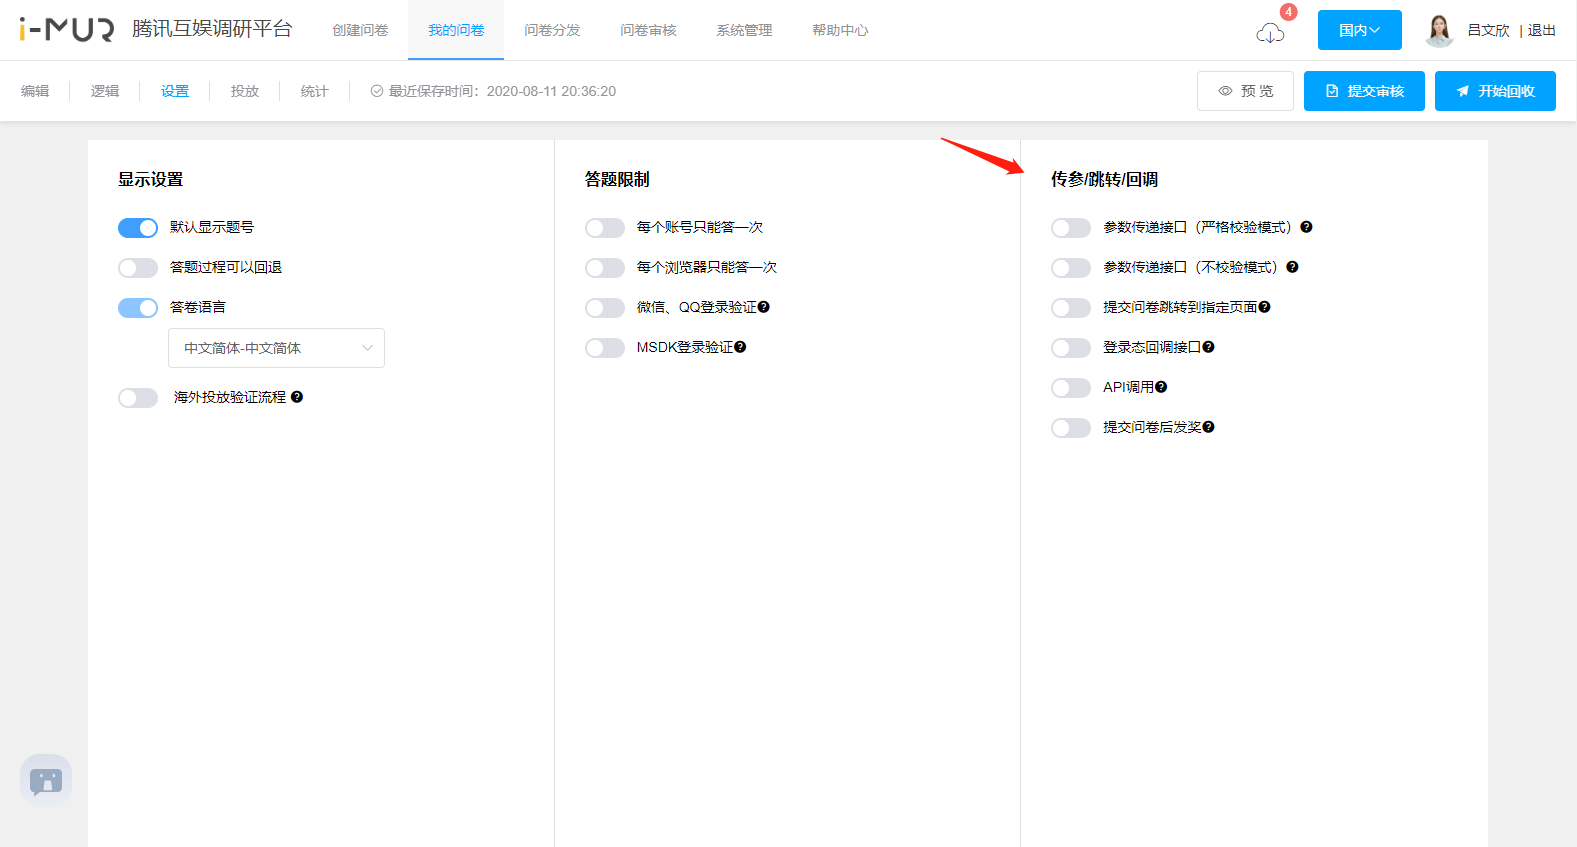 i-MUR 腾讯互娱调研平台 创建问卷 我的问卷 问卷分发 问卷审核 系统管理 帮助中心 4 国内 吕文欣 | 退出
编辑 逻辑 设置 投放 统计 最近保存时间：2020-08-11 20:36:20 预 览 提交审核 开始回收
显示设置
默认显示题号
答题过程可以回退
答卷语言
中文简体-中文简体
海外投放验证流程 ?
答题限制
每个账号只能答一次
每个浏览器只能答一次
微信、QQ登录验证?
MSDK登录验证?
传参/跳转/回调
参数传递接口（严格校验模式） ?
参数传递接口（不校验模式） ?
提交问卷跳转到指定页面?
登录态回调接口?
API调用?
提交问卷后发奖?